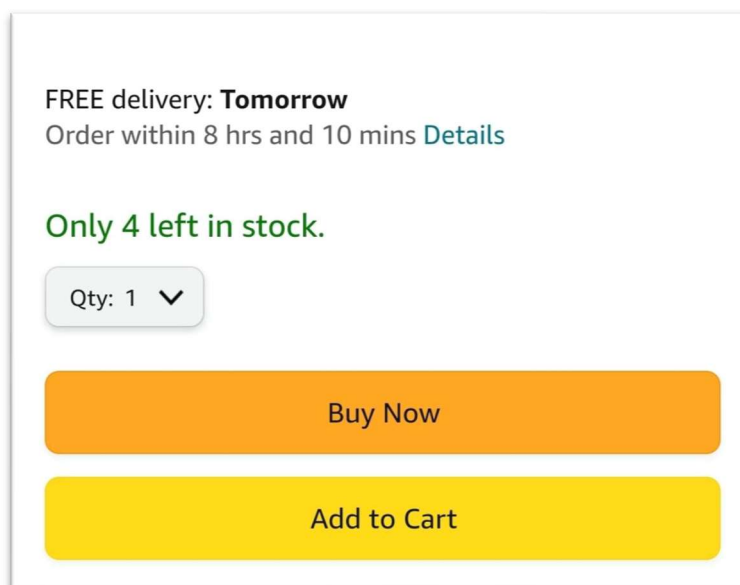 FREE delivery: Tomorrow
Order within 8 hrs and 10 mins Details
Only 4 left in stock.
Qty: 1
Buy Now
Add to Cart